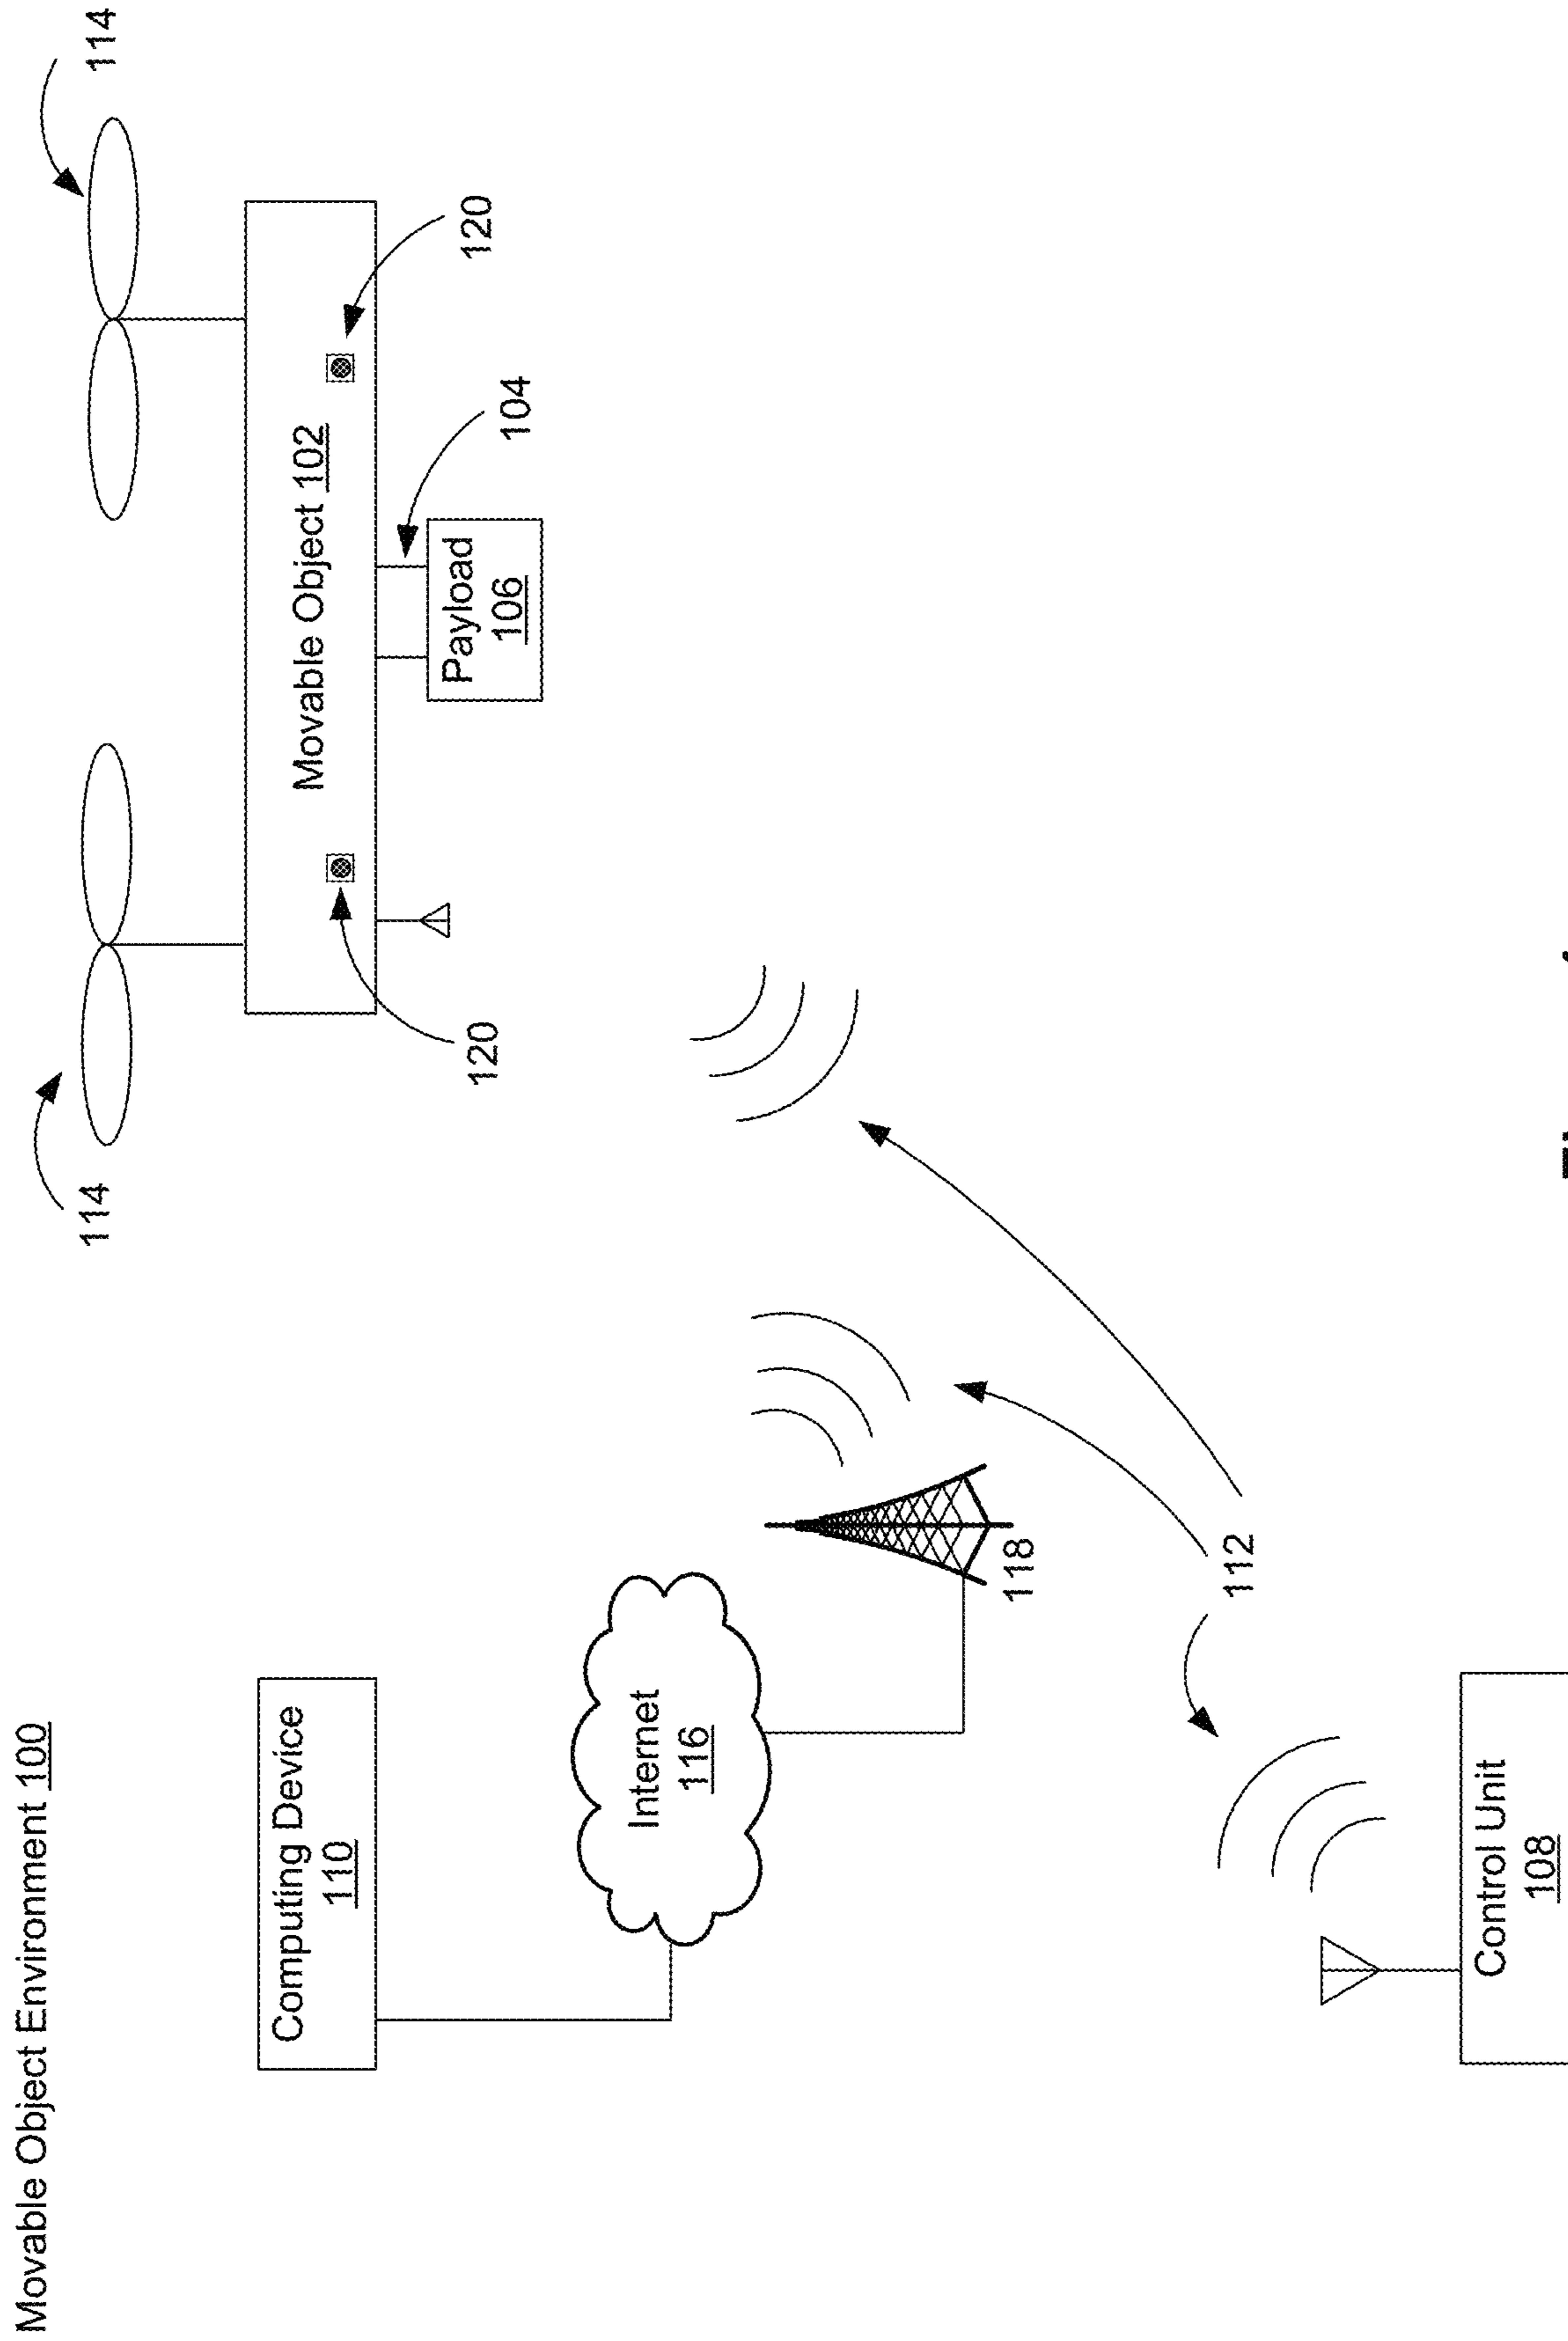 Movable Object Environment 100
114
114
Movable Object 102
120
120
104
Payload
106
Computing Device
110
Internet
116
118
112
Control Unit
108